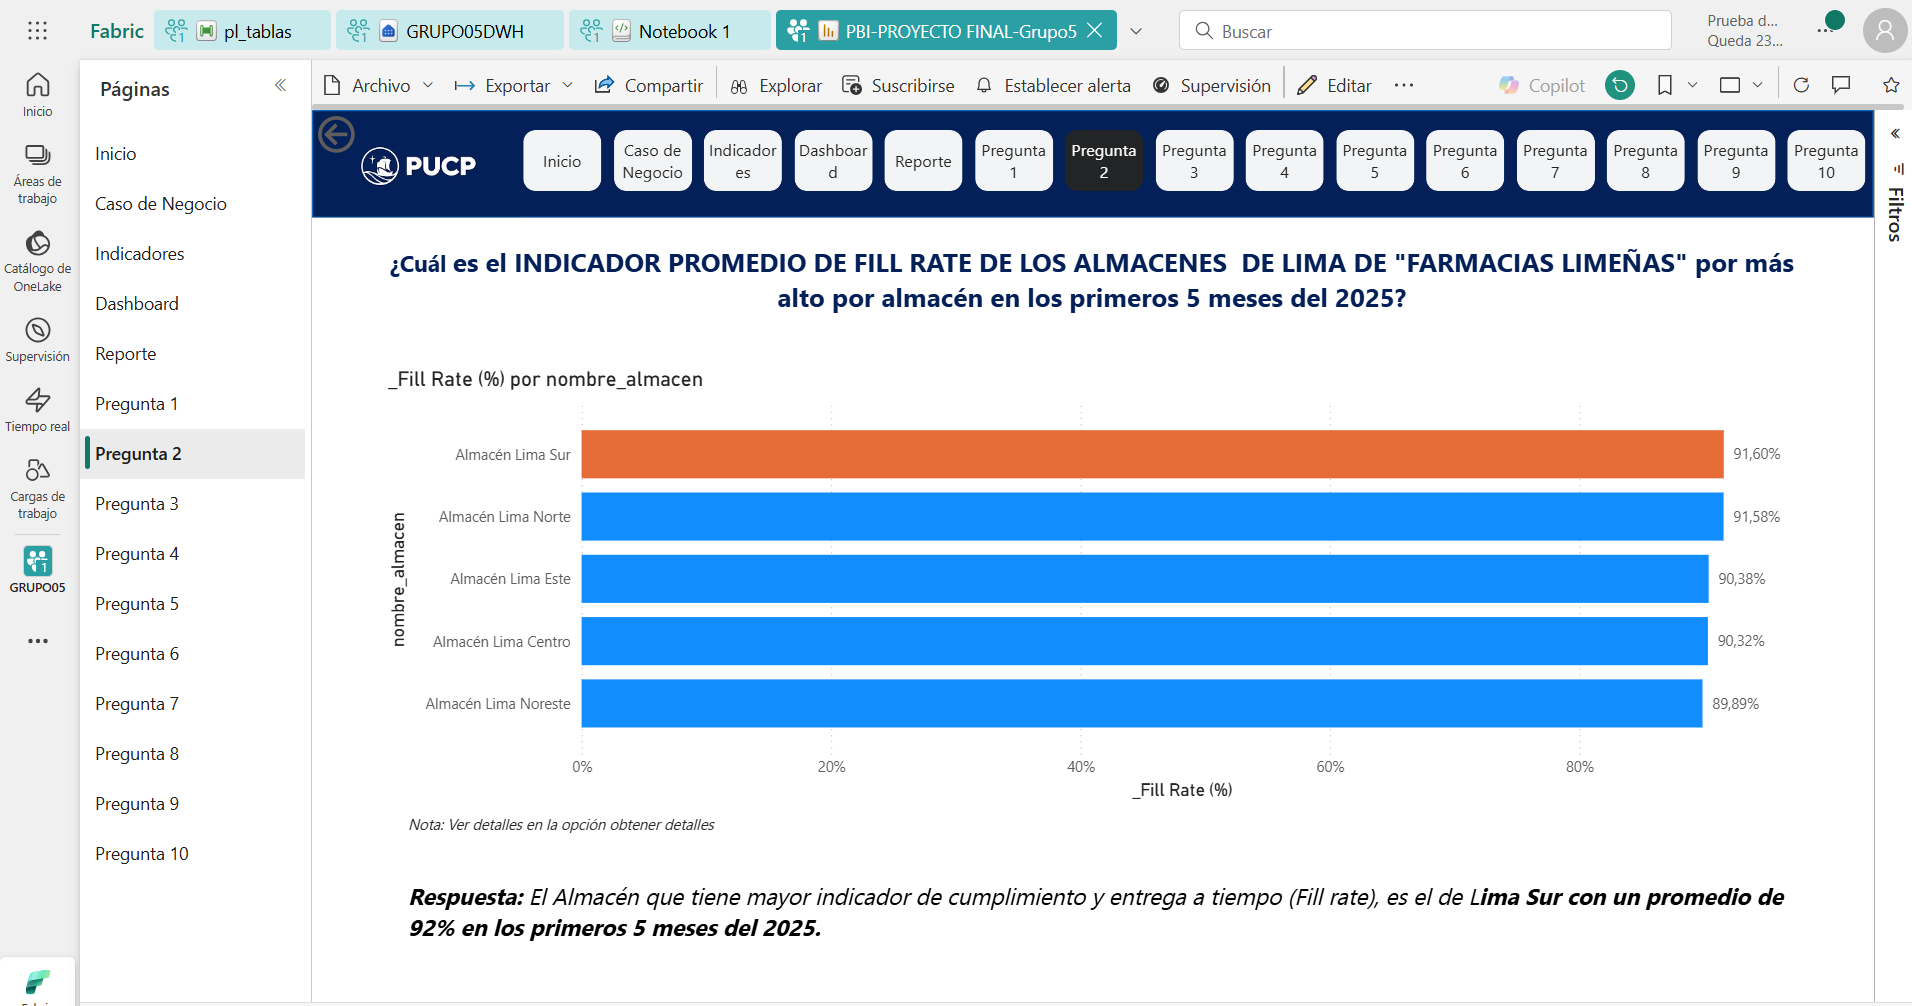 Fabric
pl_tablas
GRUPO05DWH
Notebook 1
PBI-PROYECTO FINAL-Grupo5
Buscar
Prueba d...
Queda 23...
Inicio
Áreas de
trabajo
Catálogo de
OneLake
Supervisión
Tiempo real
Cargas de
trabajo
GRUPO05
Páginas
Inicio
Caso de Negocio
Indicadores
Dashboard
Reporte
Pregunta 1
Pregunta 2
Pregunta 3
Pregunta 4
Pregunta 5
Pregunta 6
Pregunta 7
Pregunta 8
Pregunta 9
Pregunta 10
Archivo
Exportar
Compartir
Explorar
Suscribirse
Establecer alerta
Supervisión
Editar
Copilot
PUCP
Inicio
Caso de
Negocio
Indicador
es
Dashboar
d
Reporte
Pregunta
1
Pregunta
2
Pregunta
3
Pregunta
4
Pregunta
5
Pregunta
6
Pregunta
7
Pregunta
8
Pregunta
9
Pregunta
10
Filtros
¿Cuál es el INDICADOR PROMEDIO DE FILL RATE DE LOS ALMACENES  DE LIMA DE "FARMACIAS LIMEÑAS" por más
alto por almacén en los primeros 5 meses del 2025?
_Fill Rate (%) por nombre_almacen
nombre_almacen
Almacén Lima Sur 91,60%
Almacén Lima Norte 91,58%
Almacén Lima Este 90,38%
Almacén Lima Centro 90,32%
Almacén Lima Noreste 89,89%
0% 20% 40% 60% 80%
_Fill Rate (%)
Nota: Ver detalles en la opción obtener detalles
Respuesta: El Almacén que tiene mayor indicador de cumplimiento y entrega a tiempo (Fill rate), es el de Lima Sur con un promedio de
92% en los primeros 5 meses del 2025.